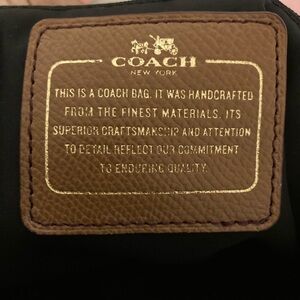 COACH
NEW YORK
THIS IS A COACH BAG. IT WAS HANDCRAFTED
FROM THE FINEST MATERIALS. ITS
SUPERIOR CRAFTSMANSHIP AND ATTENTION
TO DETAIL REFLECT OUR COMMITMENT
TO ENDURING QUALITY.